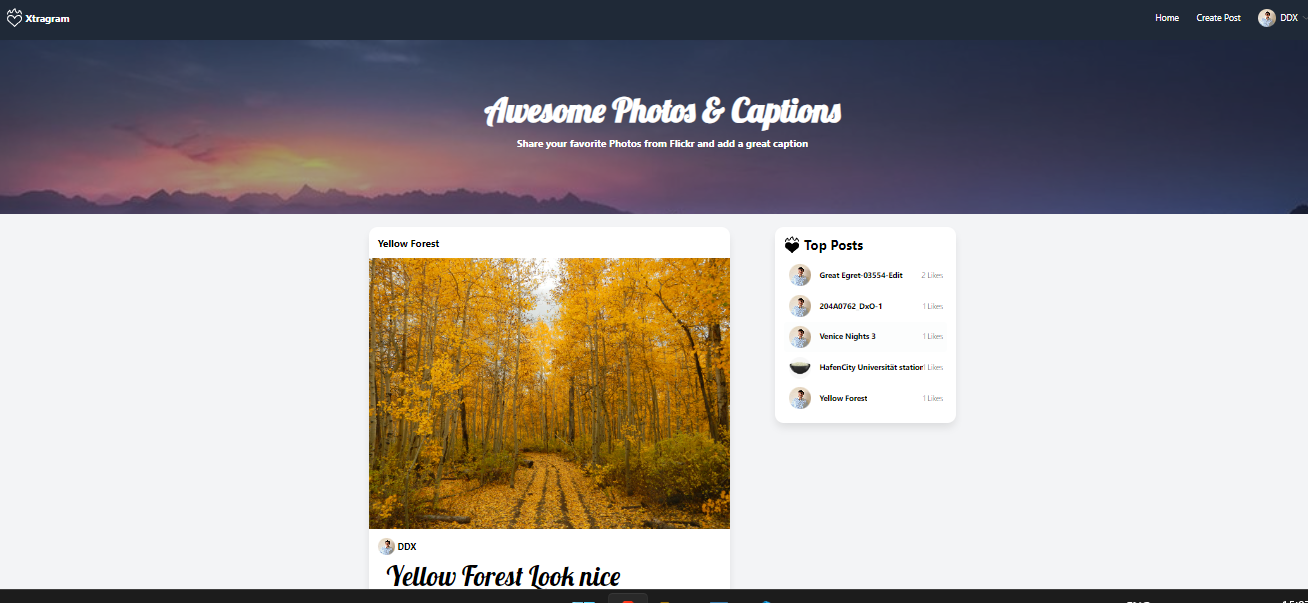 Xtragram
Home Create Post DDX
Awesome Photos & Captions
Share your favorite Photos from Flickr and add a great caption
Yellow Forest
DDX
Yellow Forest Look nice
Top Posts
Great Egret-03554-Edit 2 Likes
204A0762_DxO-1 1 Likes
Venice Nights 3 1 Likes
HafenCity Universität station 1 Likes
Yellow Forest 1 Likes